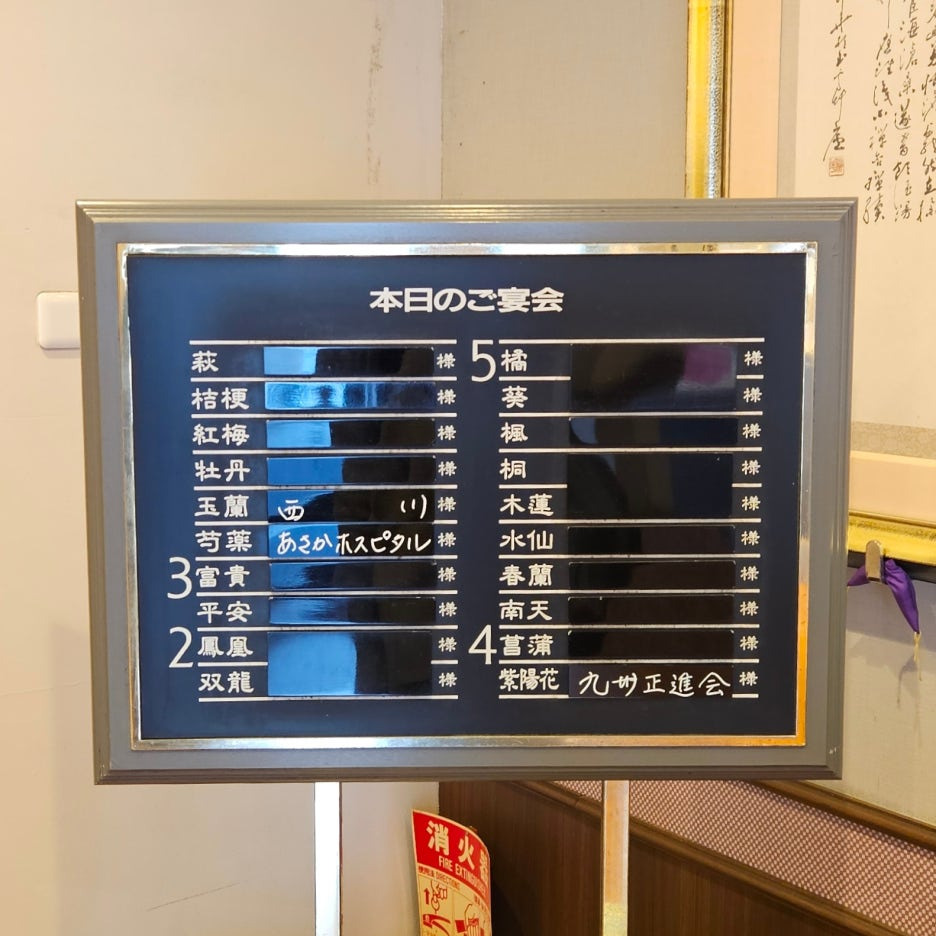 本日のご宴会
萩 様
桔梗 様
紅梅 様
牡丹 様
玉蘭 西川 様
芍薬 あさかホスピタル 様
3 富貴 様
平安 様
2 鳳凰 様
双龍 様
5 橘 様
葵 様
楓 様
桐 様
木蓮 様
水仙 様
春蘭 様
南天 様
4 菖蒲 様
紫陽花 九州正進会 様
消火器
FIRE EXTINGUISHER
使用法 DIRECTIONS